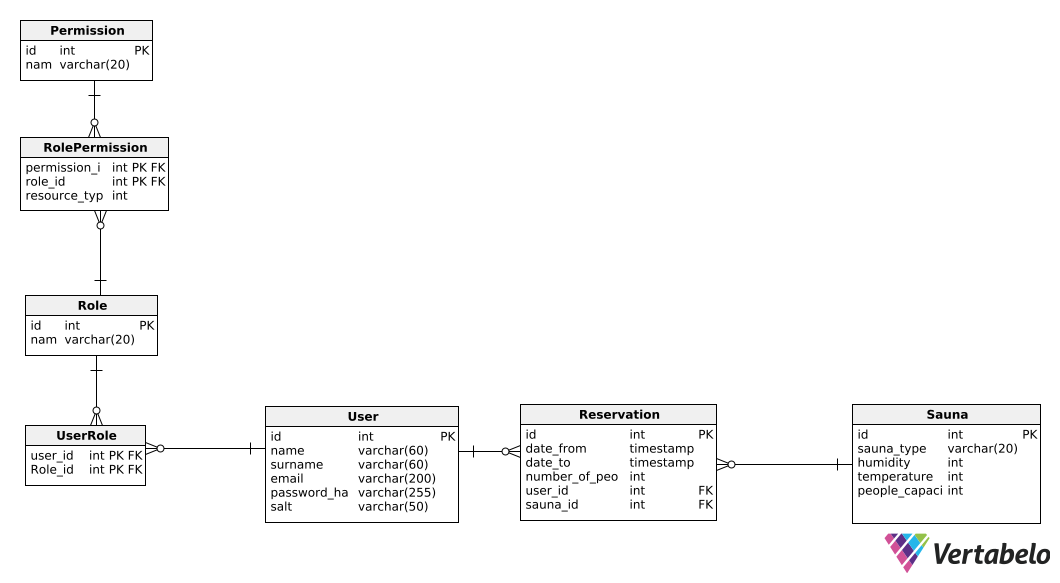 Permission
id int PK
nam varchar(20)
RolePermission
permission_i int PK FK
role_id int PK FK
resource_typ int
Role
id int PK
nam varchar(20)
UserRole
user_id int PK FK
Role_id int PK FK
User
id int PK
name varchar(60)
surname varchar(60)
email varchar(200)
password_ha varchar(255)
salt varchar(50)
Reservation
id int PK
date_from timestamp
date_to timestamp
number_of_peo int
user_id int FK
sauna_id int FK
Sauna
id int PK
sauna_type varchar(20)
humidity int
temperature int
people_capaci int
Vertabelo